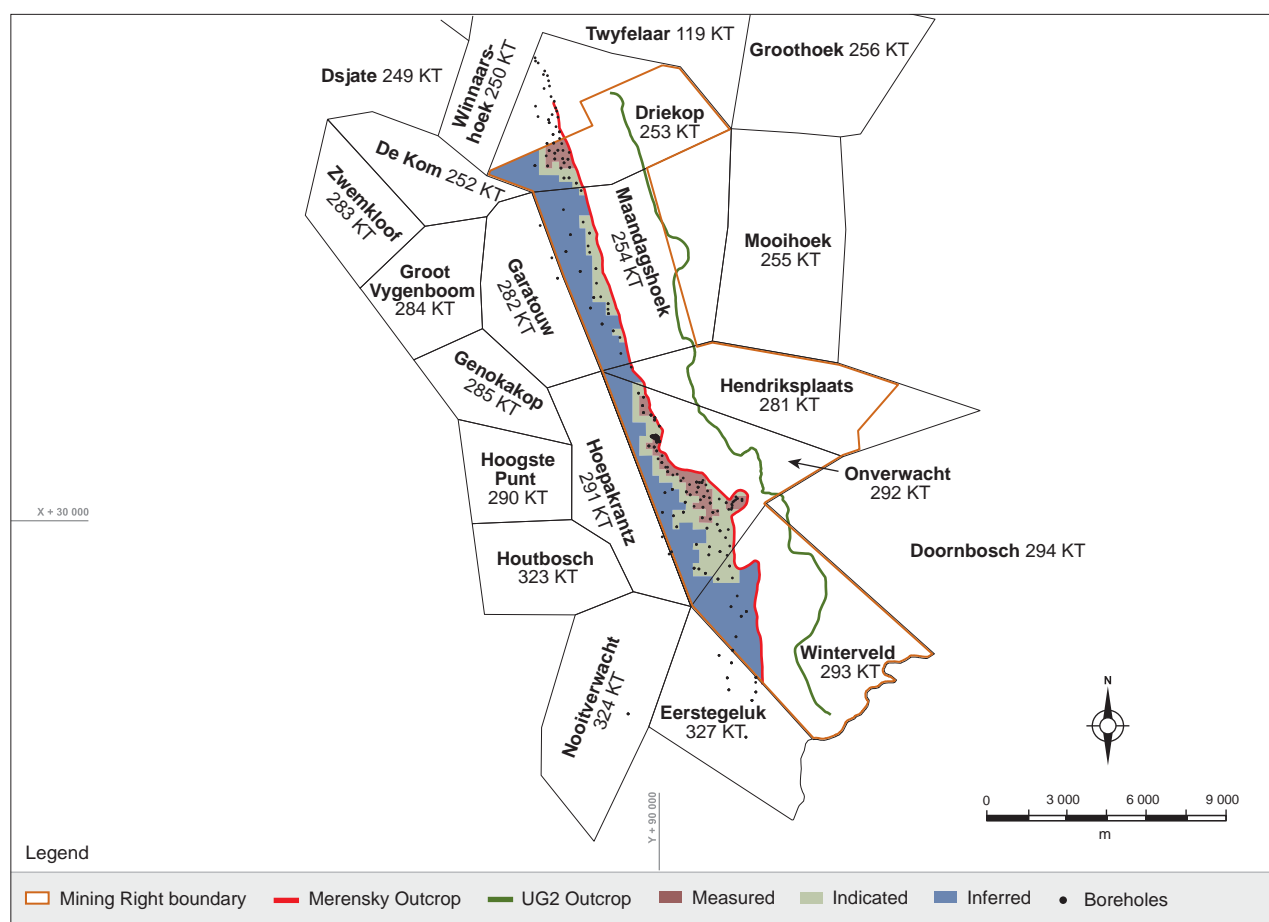 Twyfelaar 119 KT
Groothoek 256 KT
Dsjate 249 KT
Winnaars-
hoek 250 KT
Driekop
253 KT
De Kom 252 KT
Zwemkloof
283 KT
Maandagshoek
254 KT
Mooihoek
255 KT
Groot
Vygenboom
284 KT
Garatouw
282 KT
Genokakop
285 KT
Hendriksplaats
281 KT
Hoogste
Punt
290 KT
Hoepakrantz
291 KT
Onverwacht
292 KT
X + 30 000
Houtbosch
323 KT
Doornbosch 294 KT
Winterveld
293 KT
Nooitverwacht
324 KT
Eerstegeluk
327 KT
N
Y + 90 000
0 3 000 6 000 9 000
m
Legend
Mining Right boundary Merensky Outcrop UG2 Outcrop Measured Indicated Inferred Boreholes